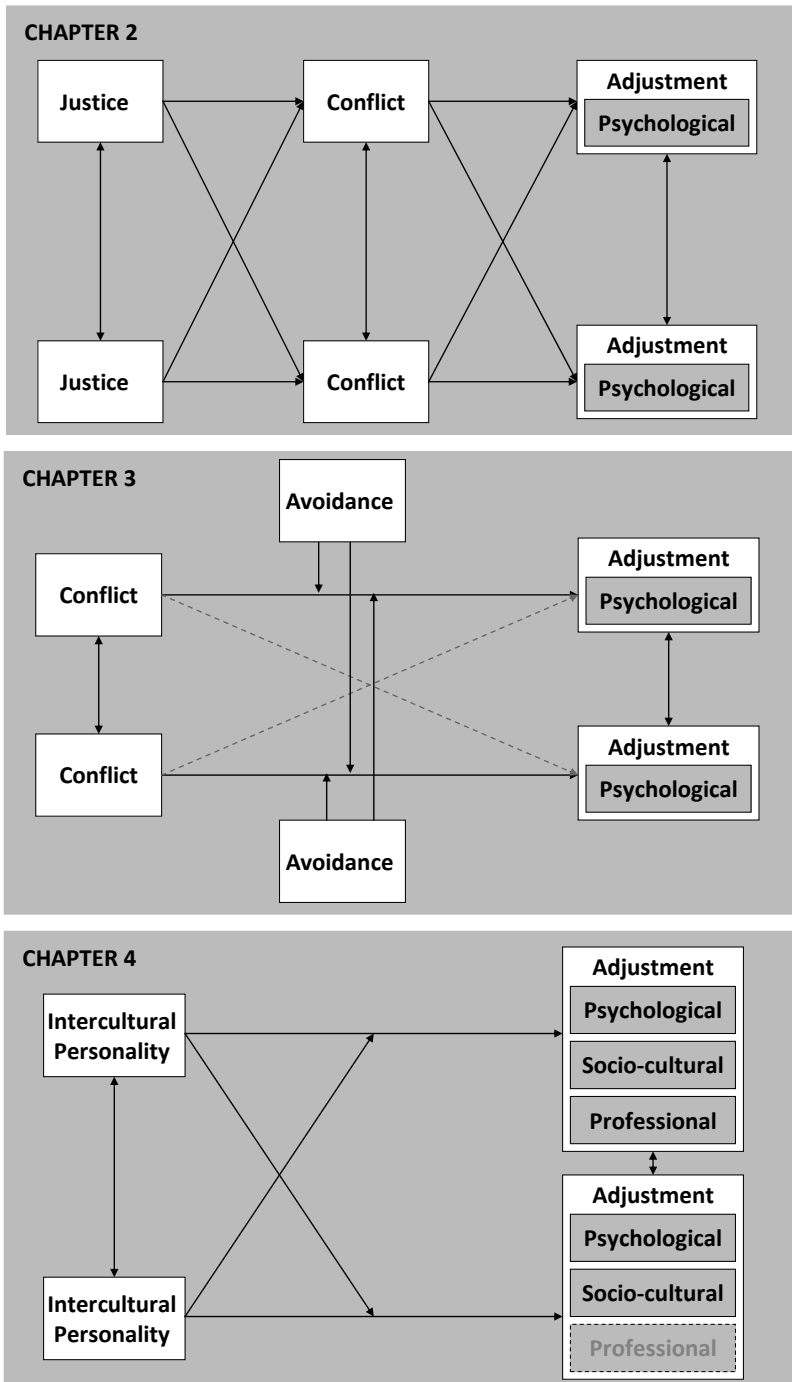 CHAPTER 2
Justice
Conflict
Adjustment
Psychological
Justice
Conflict
Adjustment
Psychological
CHAPTER 3
Avoidance
Conflict
Adjustment
Psychological
Conflict
Adjustment
Psychological
Avoidance
CHAPTER 4
Intercultural
Personality
Adjustment
Psychological
Socio-cultural
Professional
Intercultural
Personality
Adjustment
Psychological
Socio-cultural
Professional